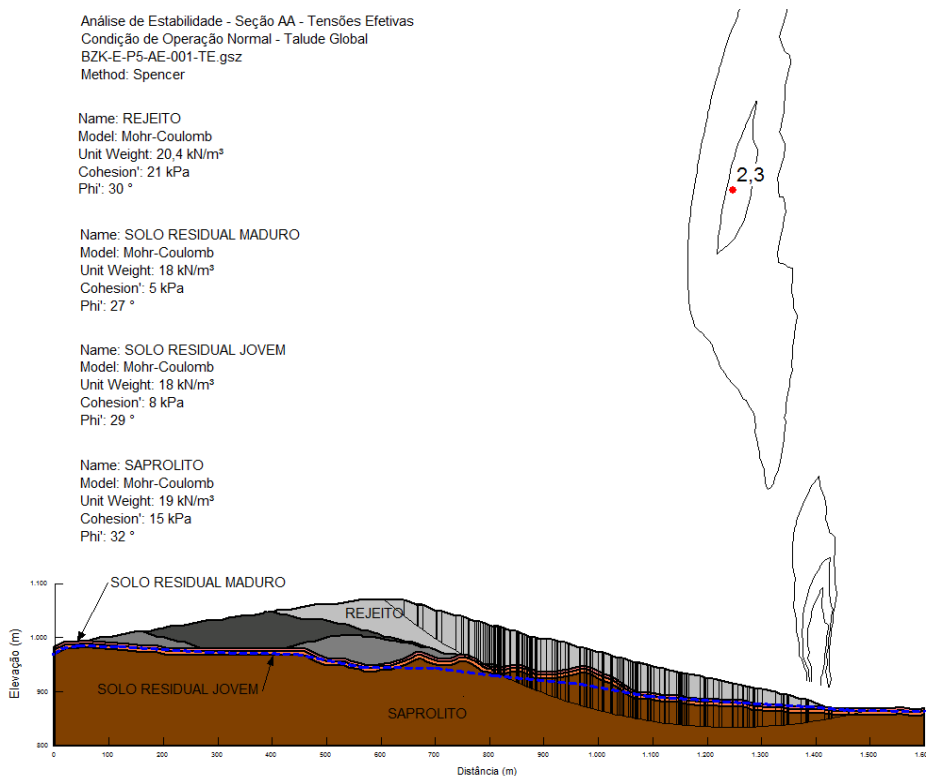 Análise de Estabilidade - Seção AA - Tensões Efetivas
Condição de Operação Normal - Talude Global
BZK-E-P5-AE-001-TE.gsz
Method: Spencer
Name: REJEITO
Model: Mohr-Coulomb
Unit Weight: 20,4 kN/m³
Cohesion': 21 kPa
Phi': 30 °
2,3
Name: SOLO RESIDUAL MADURO
Model: Mohr-Coulomb
Unit Weight: 18 kN/m³
Cohesion': 5 kPa
Phi': 27 °
Name: SOLO RESIDUAL JOVEM
Model: Mohr-Coulomb
Unit Weight: 18 kN/m³
Cohesion': 8 kPa
Phi': 29 °
Name: SAPROLITO
Model: Mohr-Coulomb
Unit Weight: 19 kN/m³
Cohesion': 15 kPa
Phi': 32 °
1.100
SOLO RESIDUAL MADURO
REJEITO
1.000
Elevação (m)
900
SOLO RESIDUAL JOVEM
SAPROLITO
800
0 100 200 300 400 500 600 700 800 900 1.000 1.100 1.200 1.300 1.400 1.500 1.600
Distância (m)